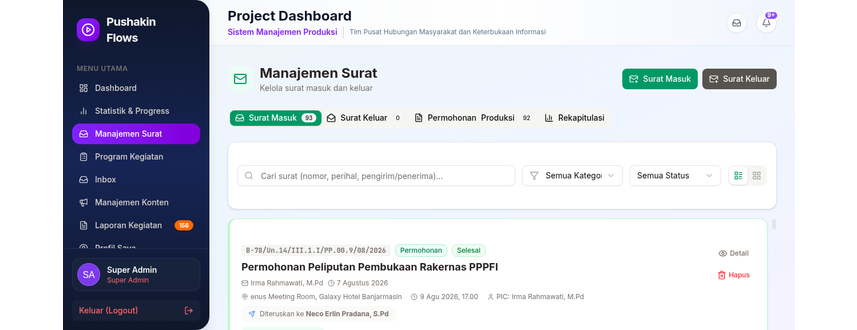 Pushakin
Flows
MENU UTAMA
Dashboard
Statistik & Progress
Manajemen Surat
Program Kegiatan
Inbox
Manajemen Konten
Laporan Kegiatan 156
Profil Saya
SA
Super Admin
Super Admin
Keluar (Logout)
Project Dashboard
Sistem Manajemen Produksi Tim Pusat Hubungan Masyarakat dan Keterbukaan Informasi
9+
Manajemen Surat
Kelola surat masuk dan keluar
Surat Masuk
Surat Keluar
Surat Masuk 93 Surat Keluar 0 Permohonan Produksi 92 Rekapitulasi
Cari surat (nomor, perihal, pengirim/penerima)...
Semua Kategor
Semua Status
B-78/Un.14/III.1.I/PP.00.9/08/2026 Permohonan Selesai
Permohonan Peliputan Pembukaan Rakernas PPPFI
Irma Rahmawati, M.Pd 7 Agustus 2026
enus Meeting Room, Galaxy Hotel Banjarmasin 9 Agu 2026, 17.00 PIC: Irma Rahmawati, M.Pd
Diteruskan ke Neco Erlin Pradana, S.Pd
Detail
Hapus